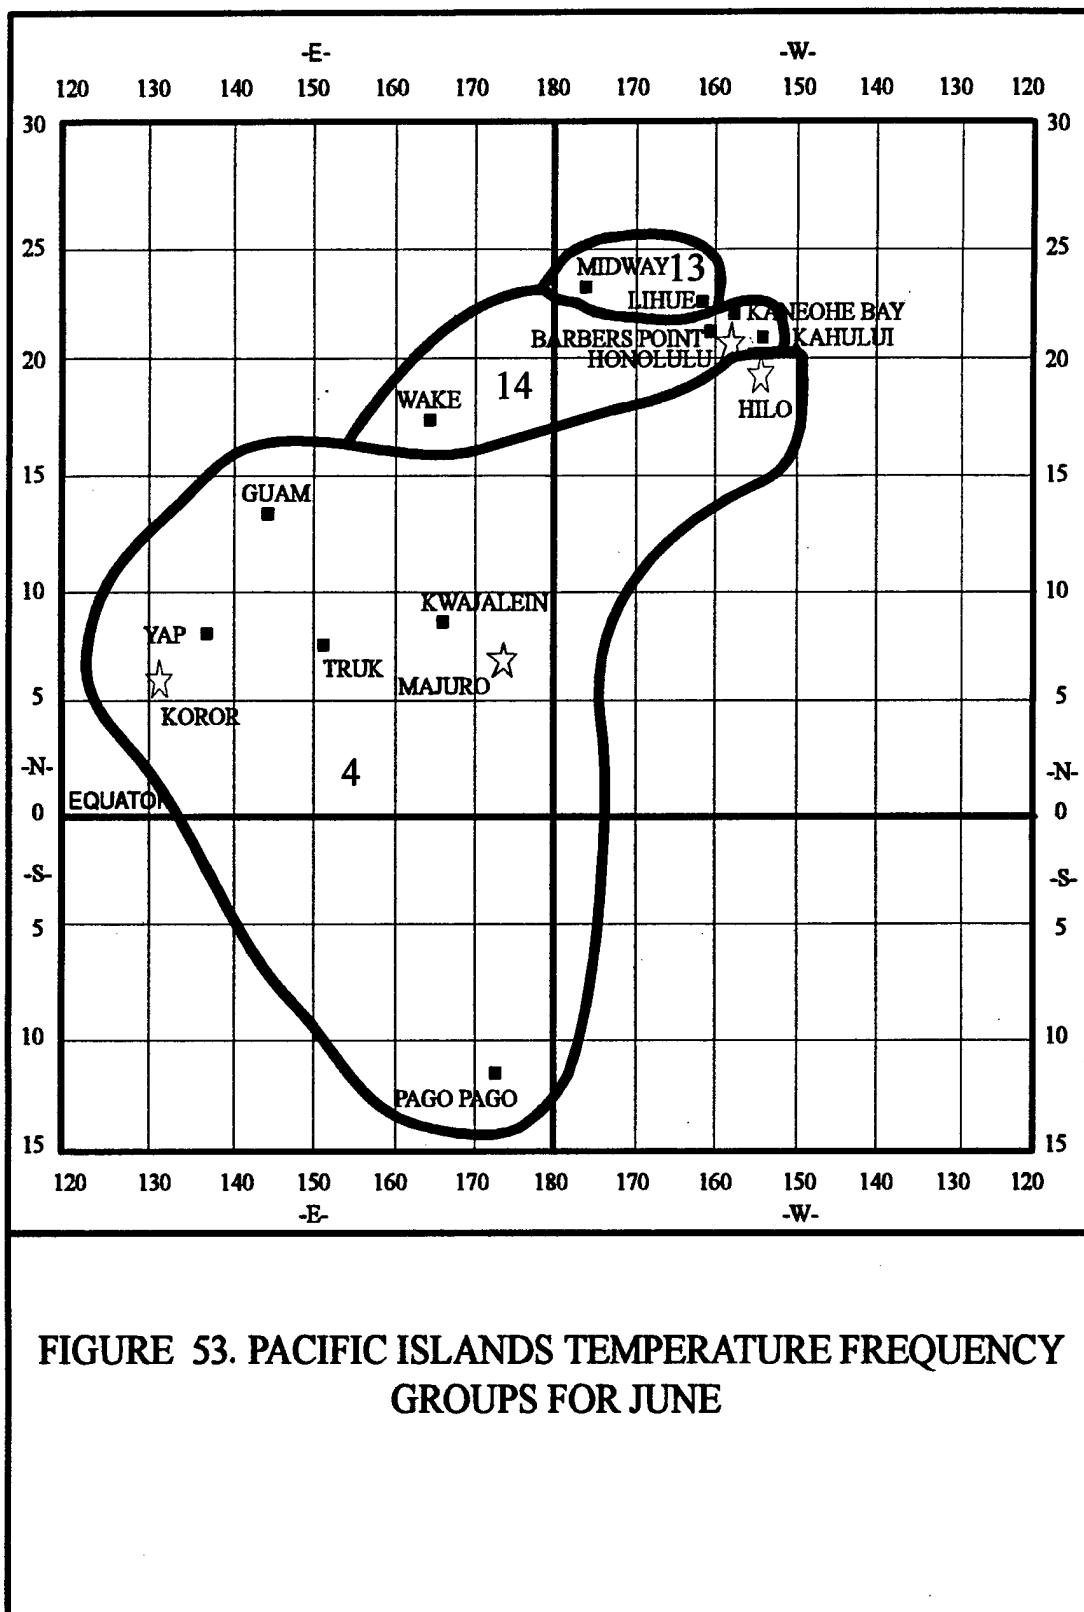 -E- -W-
120 130 140 150 160 170 180 170 160 150 140 130 120
30 30
25 25
MIDWAY 13
LIHUE
KANEOHE BAY
BARBERS POINT KAHULUI
HONOLULU
20 20
14
WAKE
HILO
15 15
GUAM
10 10
KWAJALEIN
YAP
TRUK
MAJURO
5 5
KOROR
-N- -N-
4
EQUATOR
0 0
-S- -S-
5 5
10 10
PAGO PAGO
15 15
120 130 140 150 160 170 180 170 160 150 140 130 120
-E- -W-
FIGURE 53. PACIFIC ISLANDS TEMPERATURE FREQUENCY
GROUPS FOR JUNE